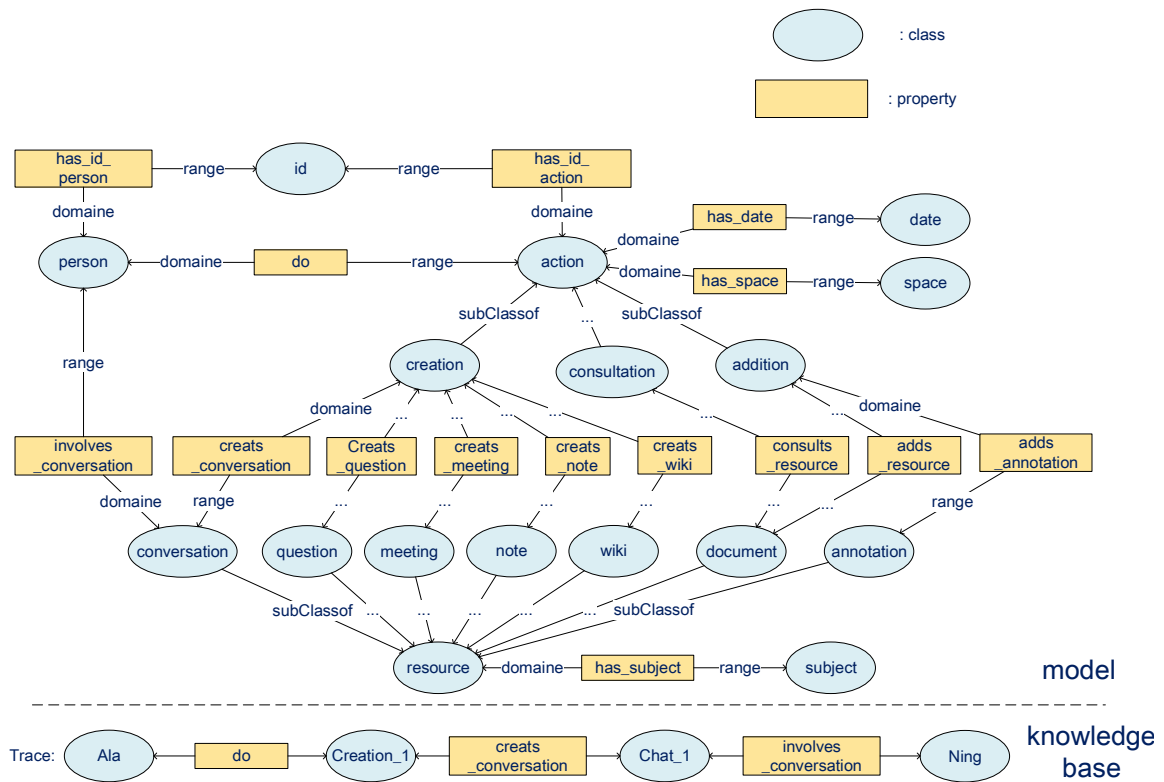 : class
: property
has_id_
person
range
id
range
has_id_
action
domaine
domaine
has_date
range
date
domaine
person
domaine
do
range
action
domaine
has_space
range
space
subClassof
...
subClassof
range
creation
consultation
addition
domaine
...
...
...
...
...
...
domaine
involves
_conversation
creats
_conversation
Creats
_question
creats
_meeting
creats
_note
creats
_wiki
consults
_resource
adds
_resource
adds
_annotation
domaine
range
...
...
...
...
...
...
range
conversation
question
meeting
note
wiki
document
annotation
subClassof
...
...
...
...
...
subClassof
resource
domaine
has_subject
range
subject
model
Trace:
Ala
do
Creation_1
creats
_conversation
Chat_1
involves
_conversation
Ning
knowledge
base